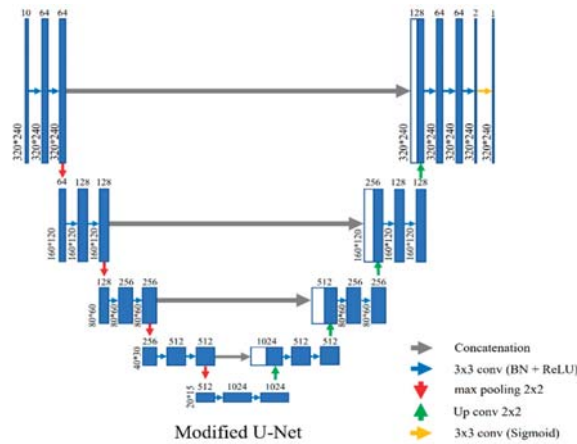 10 64 64
128 64 64 2 1
320*240 320*240 320*240
320*240 320*240 320*240 320*240 320*240
64 128 128
256 128 128
160*120 160*120 160*120
160*120 160*120 160*120
128 256 256
512 256 256
80*60 80*60 80*60
80*60 80*60
256 512 512 1024 512 512
40*30
512 1024 1024
20*15
Modified U-Net
Concatenation
3x3 conv (BN + ReLU)
max pooling 2x2
Up conv 2x2
3x3 conv (Sigmoid)